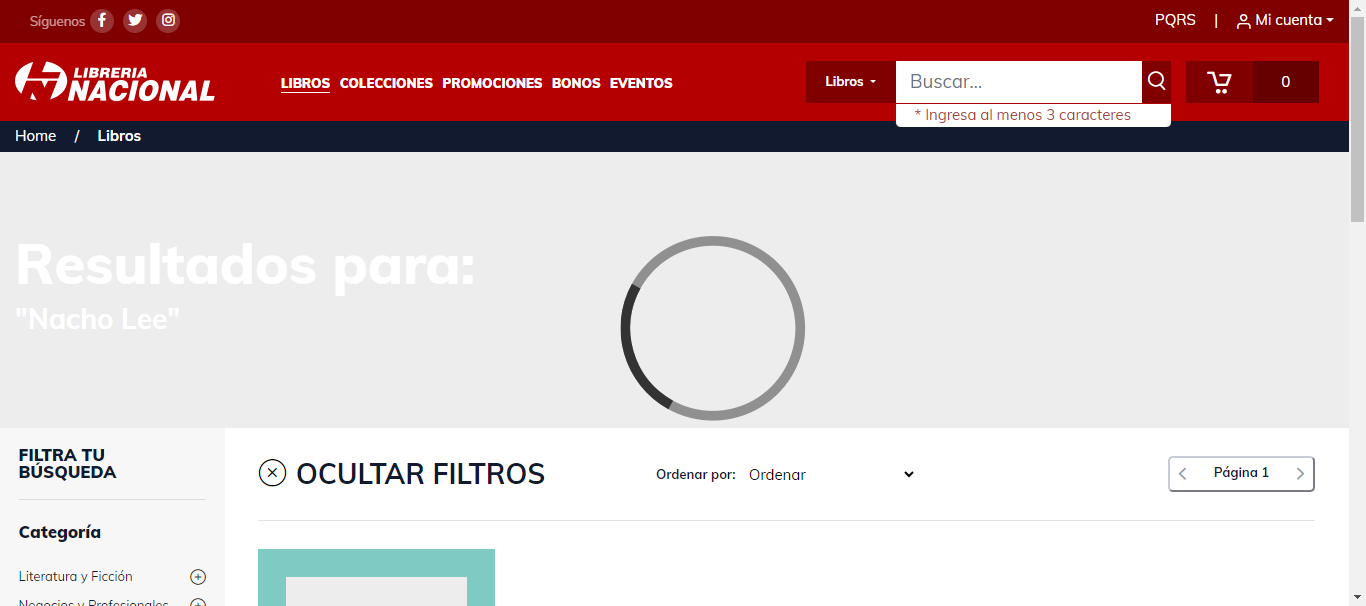 Síguenos
PQRS | Mi cuenta
LIBRERIA
NACIONAL
LIBROS COLECCIONES PROMOCIONES BONOS EVENTOS
Libros
Buscar...
0
* Ingresa al menos 3 caracteres
Home / Libros
Resultados para:
"Nacho Lee"
FILTRA TU
BÚSQUEDA
OCULTAR FILTROS
Ordenar por: Ordenar
Página 1
Categoría
Literatura y Ficción
Negocios y Profesionales